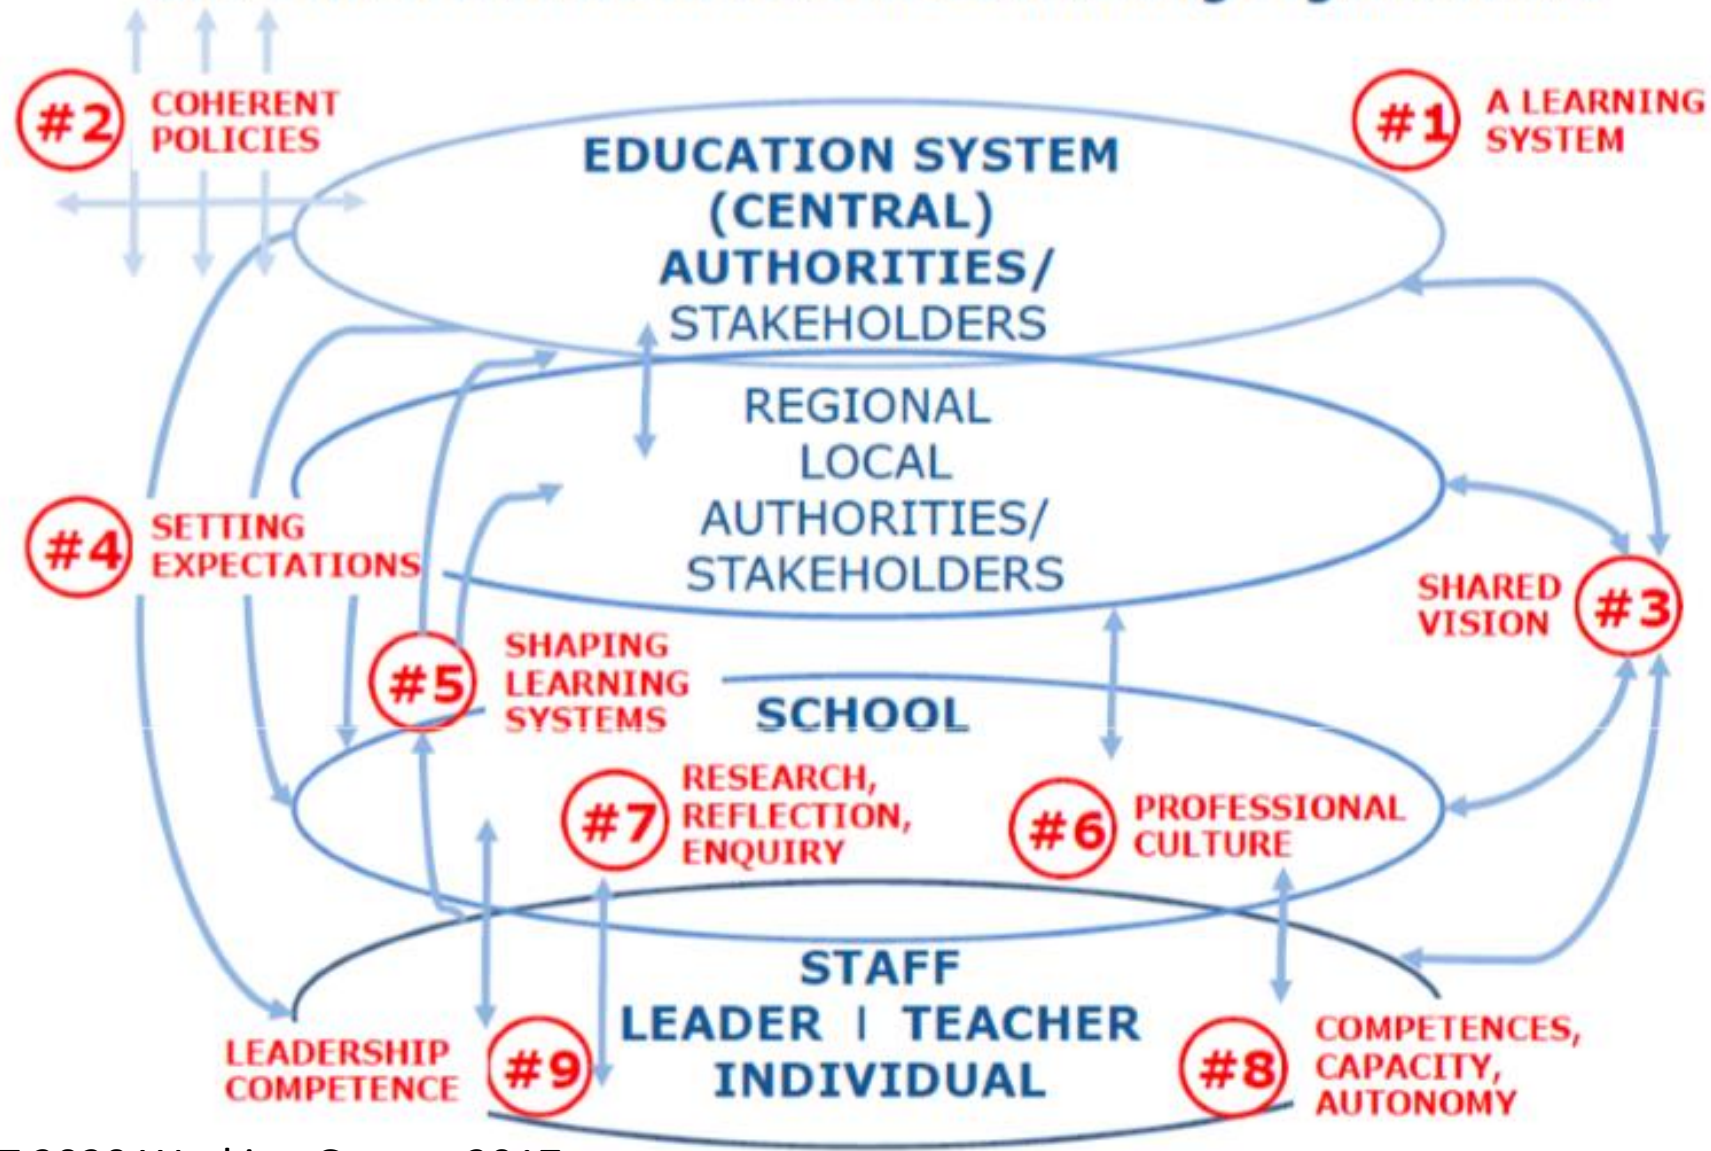 #2
COHERENT
POLICIES
#1
A LEARNING
SYSTEM
EDUCATION SYSTEM
(CENTRAL)
AUTHORITIES/
STAKEHOLDERS
REGIONAL
LOCAL
AUTHORITIES/
STAKEHOLDERS
#4
SETTING
EXPECTATIONS
SHARED
VISION
#3
#5
SHAPING
LEARNING
SYSTEMS
SCHOOL
#7
RESEARCH,
REFLECTION,
ENQUIRY
#6
PROFESSIONAL
CULTURE
STAFF
LEADER | TEACHER
INDIVIDUAL
LEADERSHIP
COMPETENCE
#9
#8
COMPETENCES,
CAPACITY,
AUTONOMY